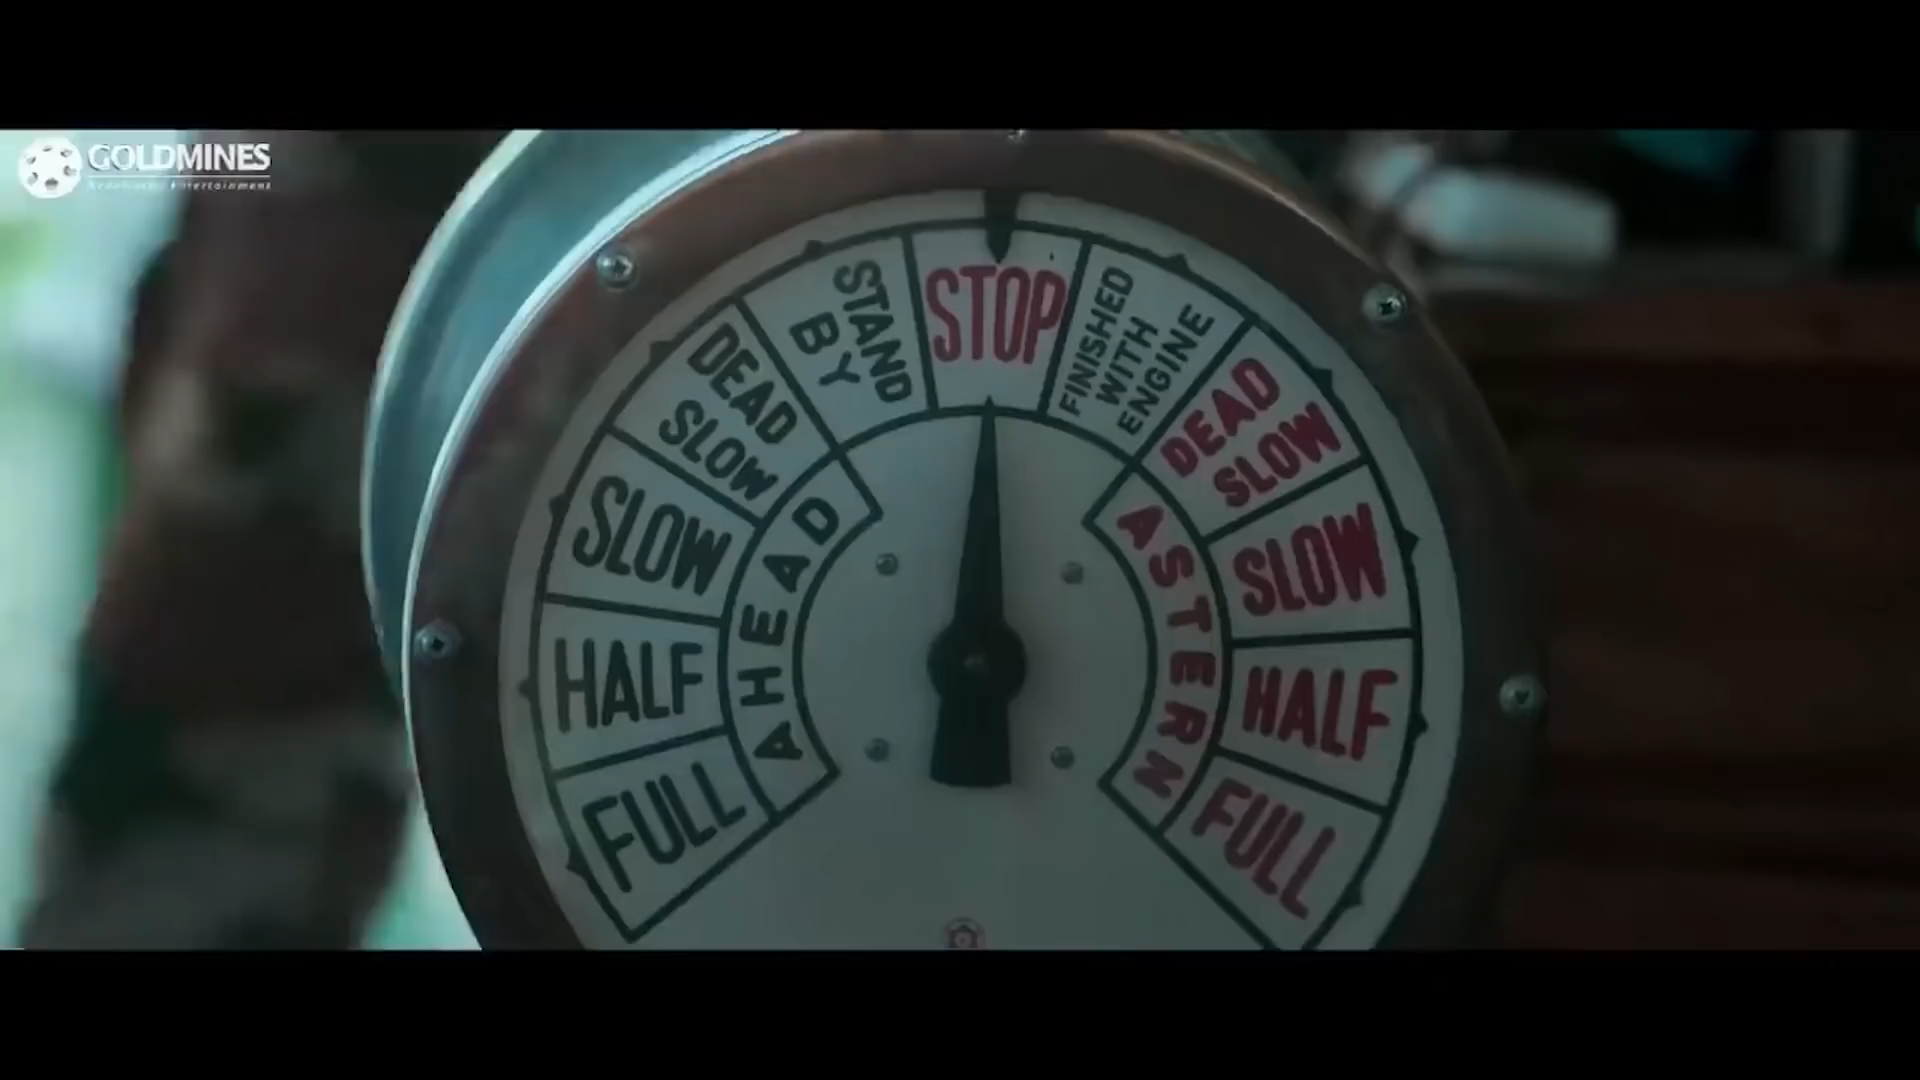 GOLDMINES
STOP
STAND
BY
FINISHED
WITH
ENGINE
DEAD
SLOW
DEAD
SLOW
SLOW
SLOW
HALF
HALF
FULL
FULL
AHEAD
ASTERN